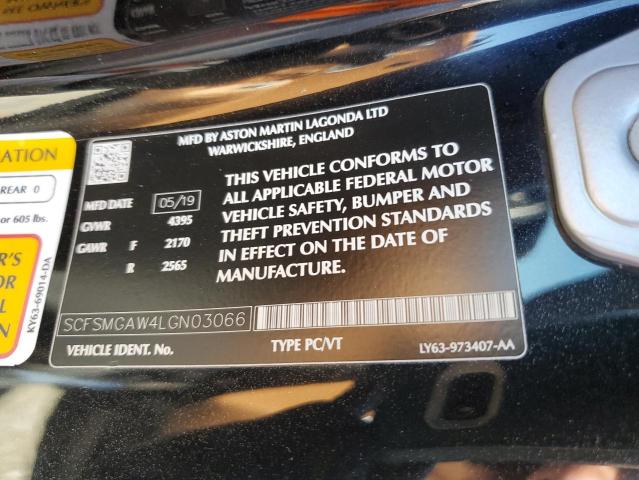 MFD BY ASTON MARTIN LAGONDA LTD
WARWICKSHIRE, ENGLAND
MFD DATE 05/19
GVWR 4395
GAWR F 2170
R 2565
THIS VEHICLE CONFORMS TO
ALL APPLICABLE FEDERAL MOTOR
VEHICLE SAFETY, BUMPER AND
THEFT PREVENTION STANDARDS
IN EFFECT ON THE DATE OF
MANUFACTURE.
SCFSMGAW4LGN03066
VEHICLE IDENT. No.
TYPE PC/VT
LY63-973407-AA
ATION
REAR 0
or 605 lbs.
R'S
FOR
AL
ON
KY63-69014-DA